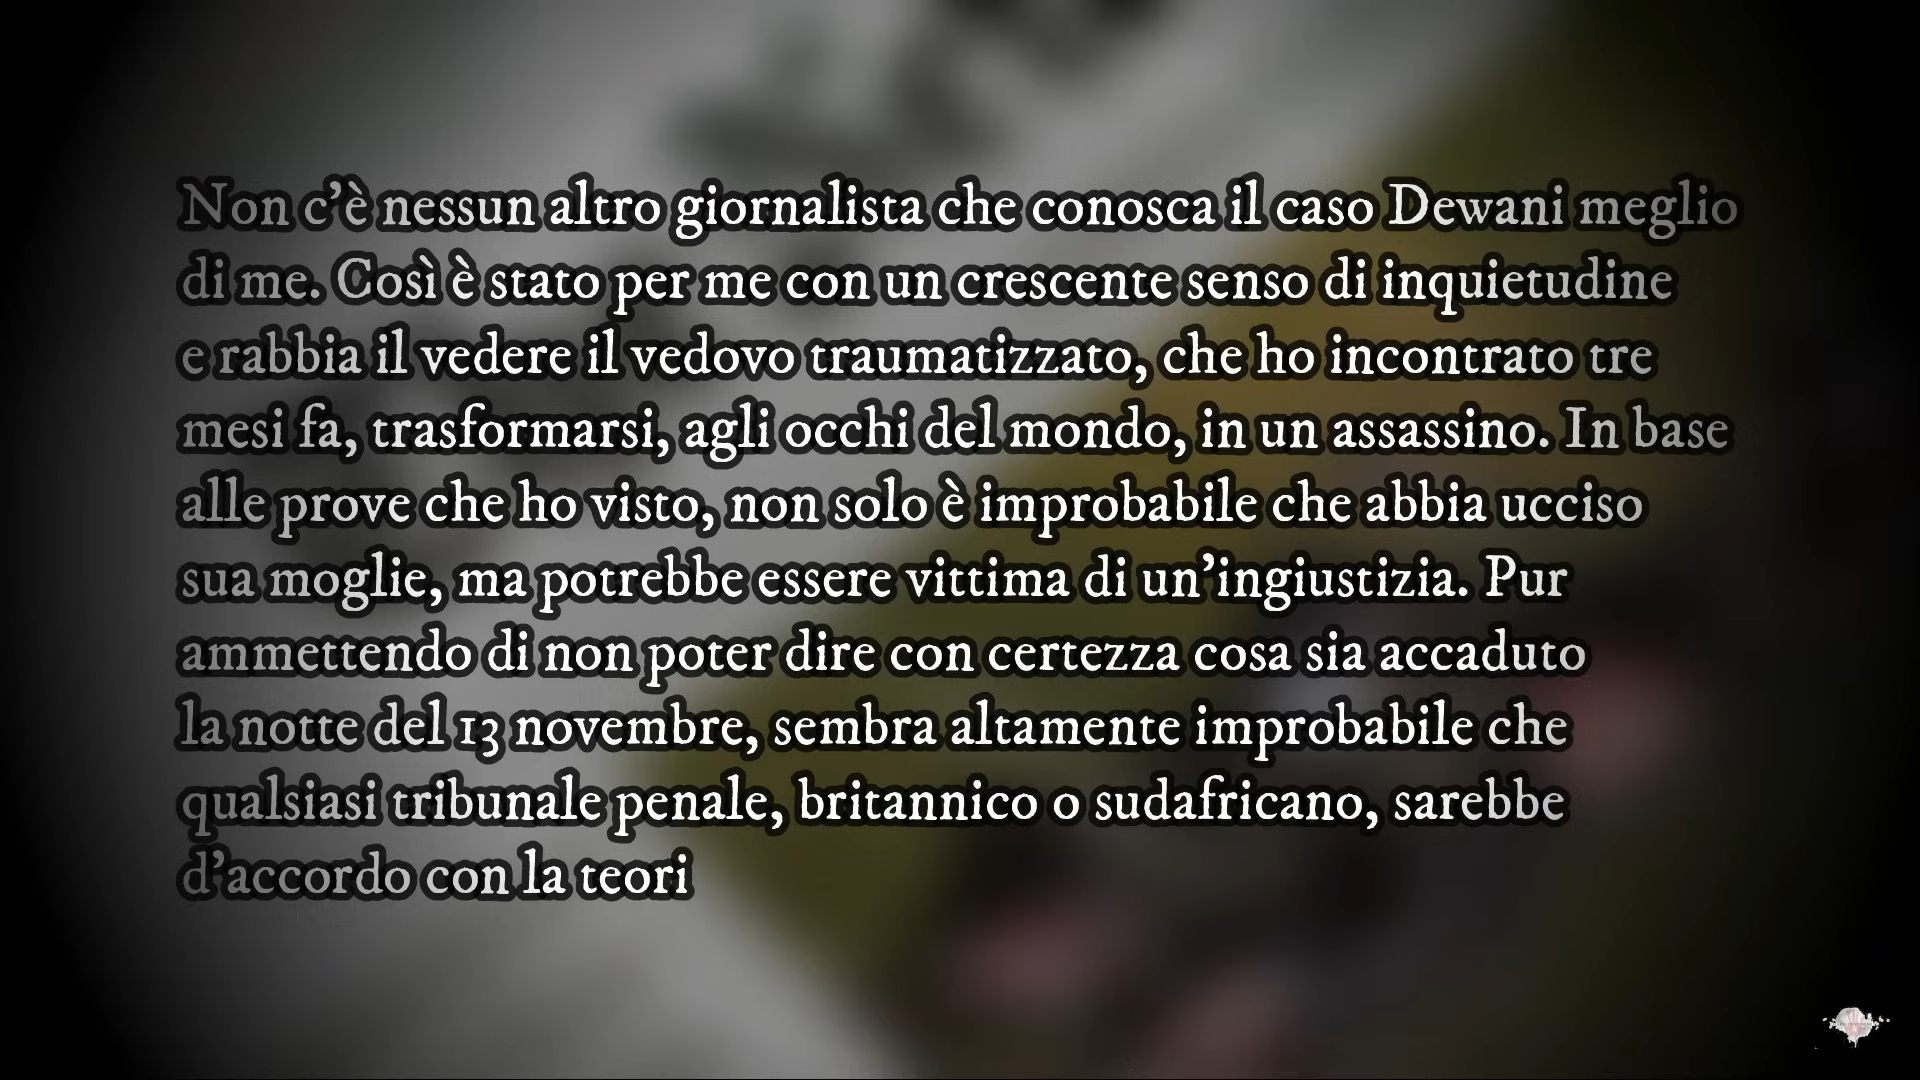 Non c’è nessun altro giornalista che conosca il caso Dewani meglio
di me. Così è stato per me con un crescente senso di inquietudine
e rabbia il vedere il vedovo traumatizzato, che ho incontrato tre
mesi fa, trasformarsi, agli occhi del mondo, in un assassino. In base
alle prove che ho visto, non solo è improbabile che abbia ucciso
sua moglie, ma potrebbe essere vittima di un’ingiustizia. Pur
ammettendo di non poter dire con certezza cosa sia accaduto
la notte del 13 novembre, sembra altamente improbabile che
qualsiasi tribunale penale, britannico o sudafricano, sarebbe
d’accordo con la teori